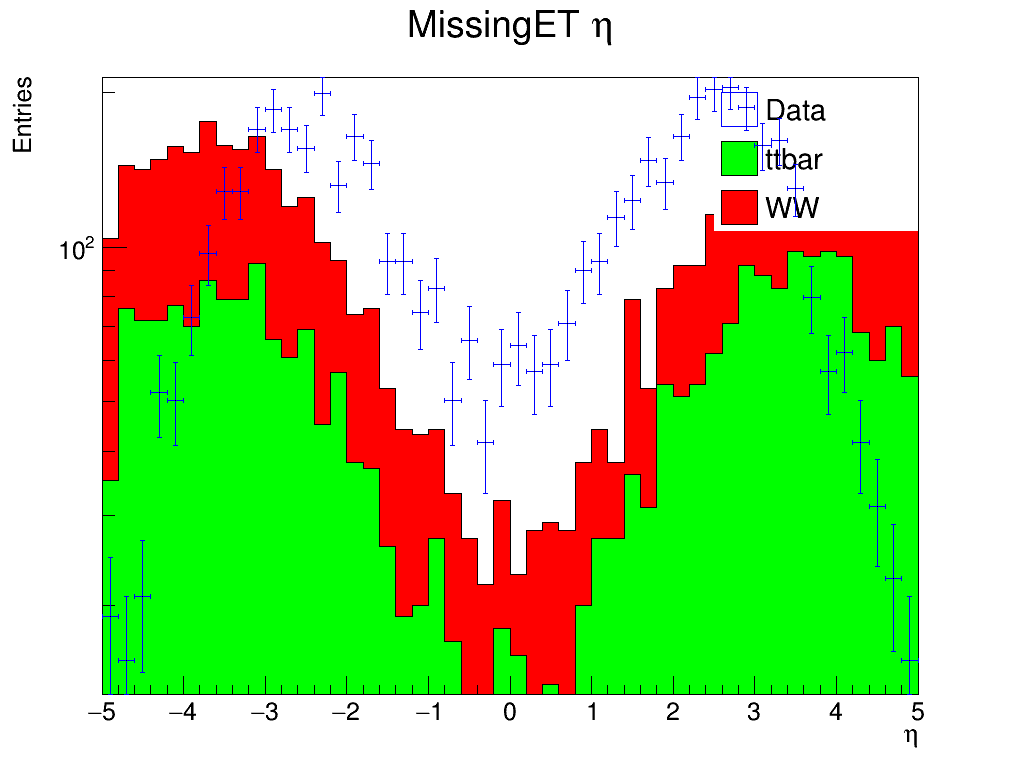 MissingET η
Entries
Data
ttbar
WW
10²
−5 −4 −3 −2 −1 0 1 2 3 4 5
η